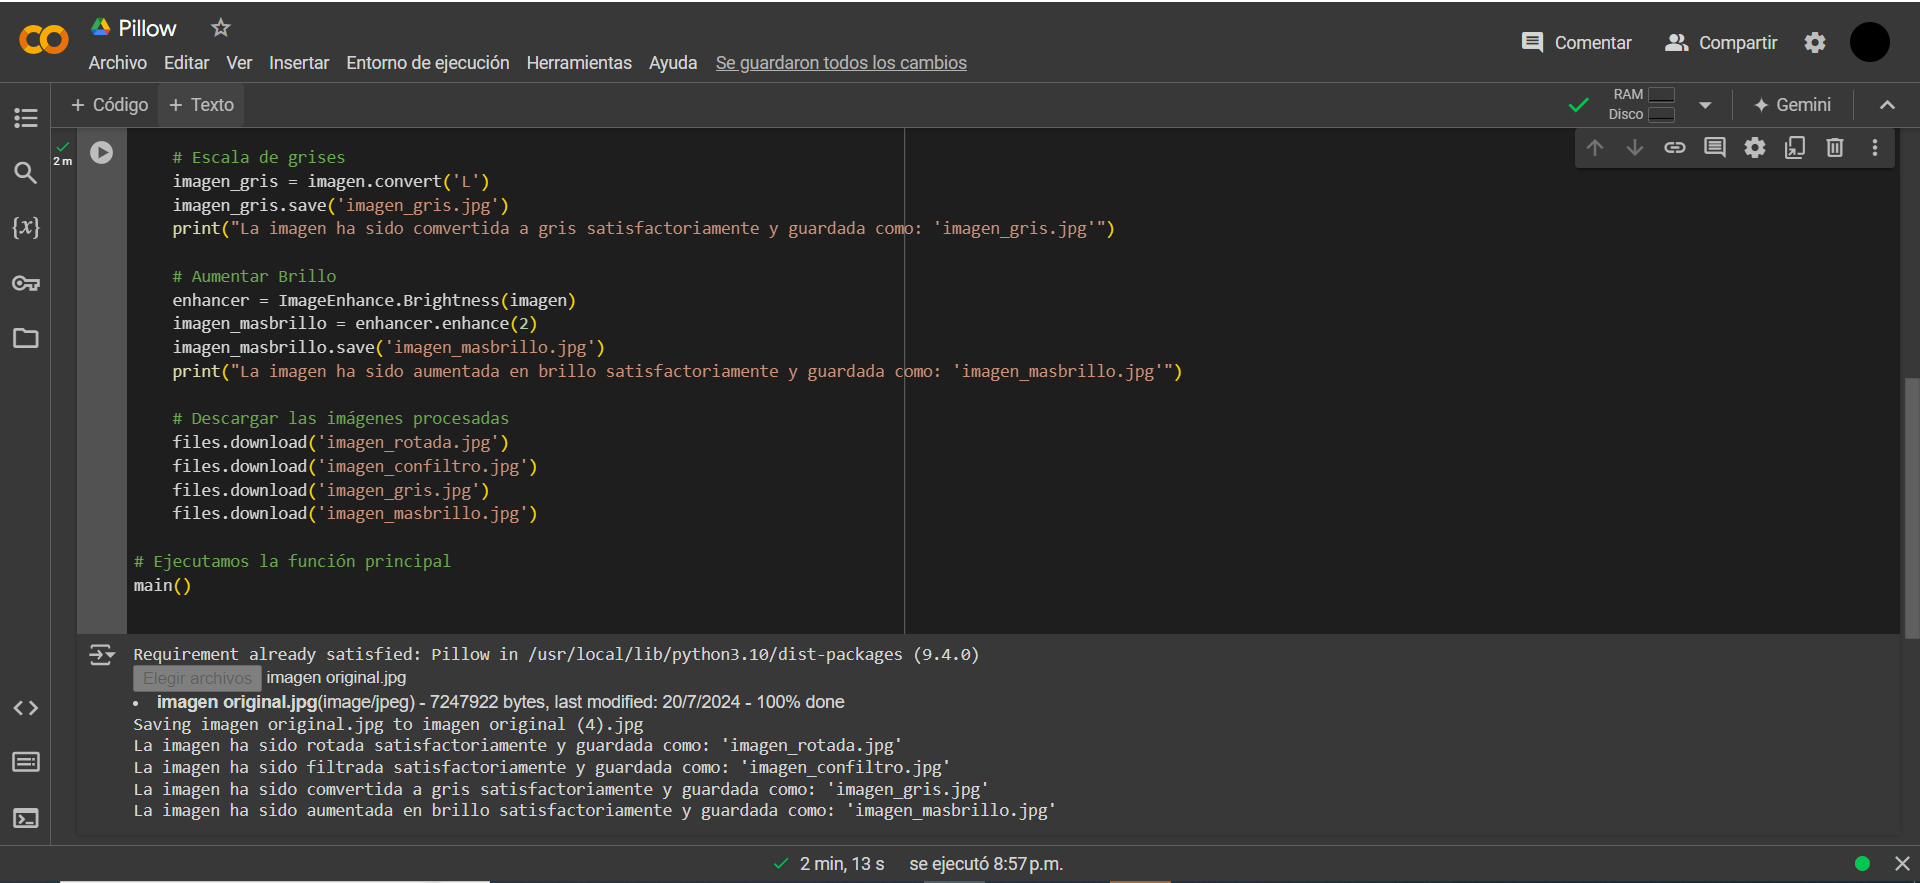 Pillow
Archivo Editar Ver Insertar Entorno de ejecución Herramientas Ayuda Se guardaron todos los cambios
Comentar Compartir
+ Código + Texto
RAM
Disco
Gemini
2 m
# Escala de grises
imagen_gris = imagen.convert('L')
imagen_gris.save('imagen_gris.jpg')
print("La imagen ha sido comvertida a gris satisfactoriamente y guardada como: 'imagen_gris.jpg'")
# Aumentar Brillo
enhancer = ImageEnhance.Brightness(imagen)
imagen_masbrillo = enhancer.enhance(2)
imagen_masbrillo.save('imagen_masbrillo.jpg')
print("La imagen ha sido aumentada en brillo satisfactoriamente y guardada como: 'imagen_masbrillo.jpg'")
# Descargar las imágenes procesadas
files.download('imagen_rotada.jpg')
files.download('imagen_confiltro.jpg')
files.download('imagen_gris.jpg')
files.download('imagen_masbrillo.jpg')
# Ejecutamos la función principal
main()
Requirement already satisfied: Pillow in /usr/local/lib/python3.10/dist-packages (9.4.0)
Elegir archivos imagen original.jpg
• imagen original.jpg(image/jpeg) - 7247922 bytes, last modified: 20/7/2024 - 100% done
Saving imagen original.jpg to imagen original (4).jpg
La imagen ha sido rotada satisfactoriamente y guardada como: 'imagen_rotada.jpg'
La imagen ha sido filtrada satisfactoriamente y guardada como: 'imagen_confiltro.jpg'
La imagen ha sido comvertida a gris satisfactoriamente y guardada como: 'imagen_gris.jpg'
La imagen ha sido aumentada en brillo satisfactoriamente y guardada como: 'imagen_masbrillo.jpg'
2 min, 13 s se ejecutó 8:57 p.m.